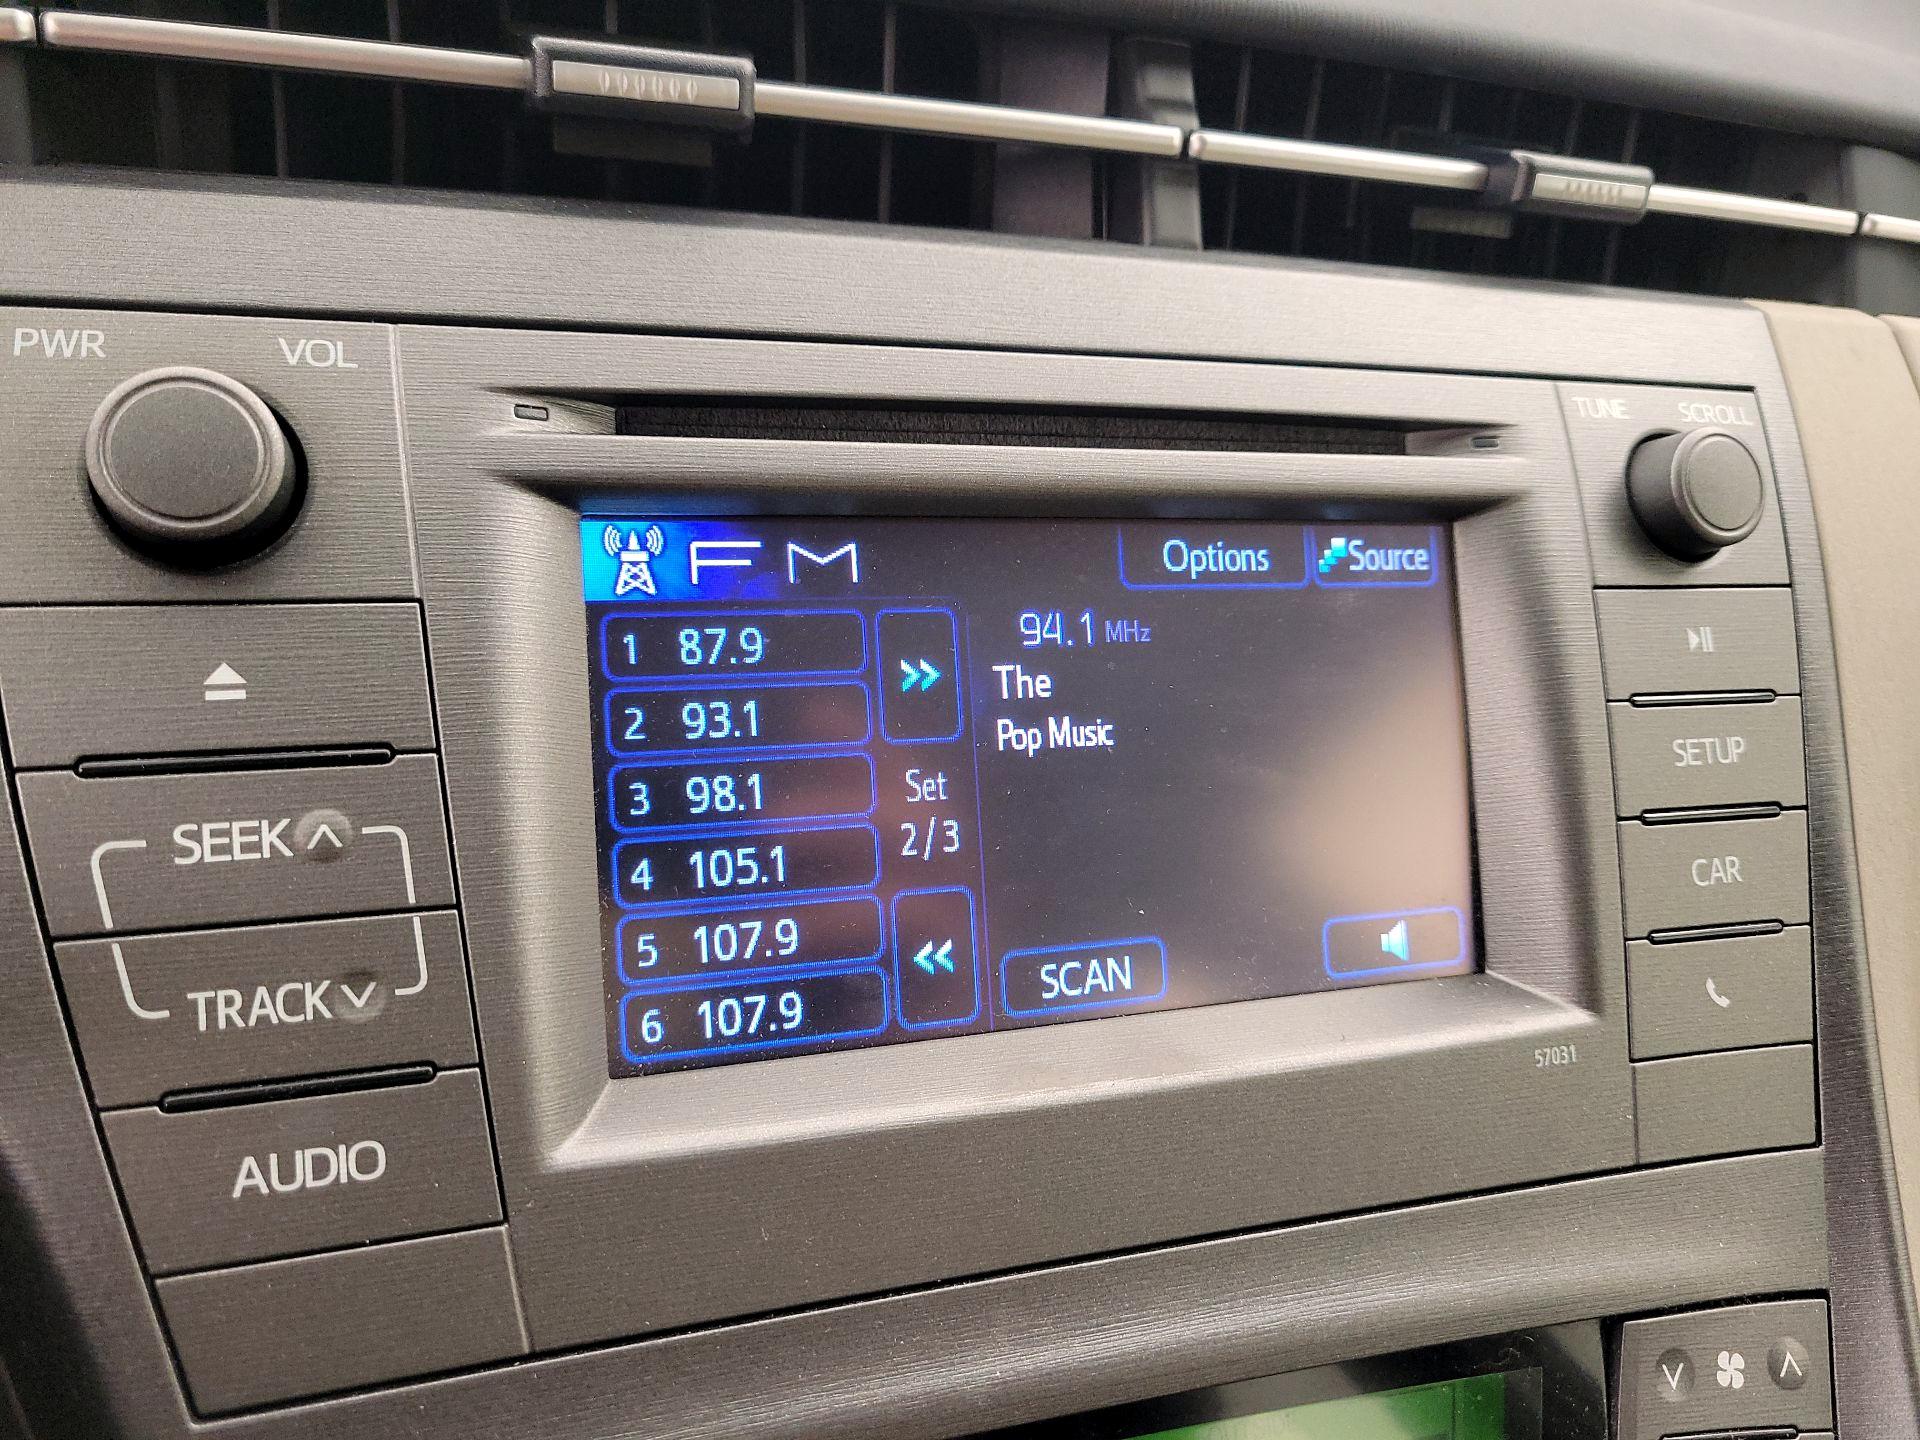 PWR VOL
TUNE SCROLL
FM
Options
Source
1 87.9
2 93.1
3 98.1
4 105.1
5 107.9
6 107.9
Set
2/3
94.1 MHz
The
Pop Music
SCAN
SEEK
TRACK
AUDIO
SETUP
CAR
57031